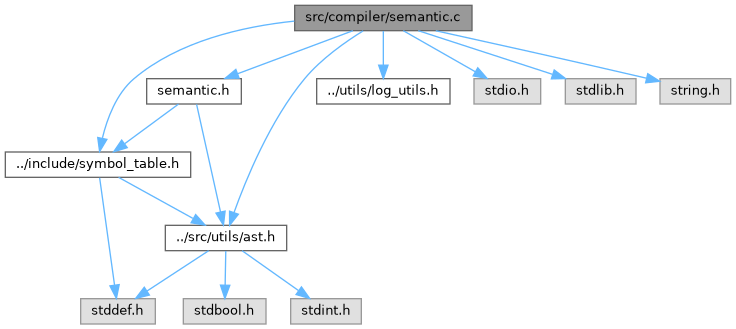 src/compiler/semantic.c
semantic.h
../utils/log_utils.h
stdio.h
stdlib.h
string.h
../include/symbol_table.h
../src/utils/ast.h
stddef.h
stdbool.h
stdint.h